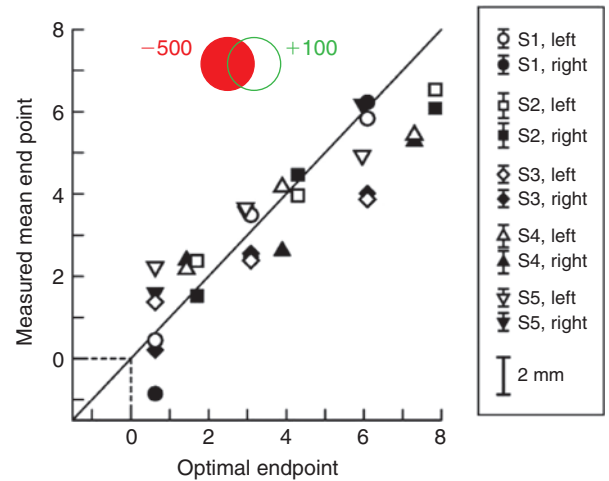 −500
+100
8
6
4
2
0
Measured mean end point
0 2 4 6 8
Optimal endpoint
S1, left
S1, right
S2, left
S2, right
S3, left
S3, right
S4, left
S4, right
S5, left
S5, right
2 mm